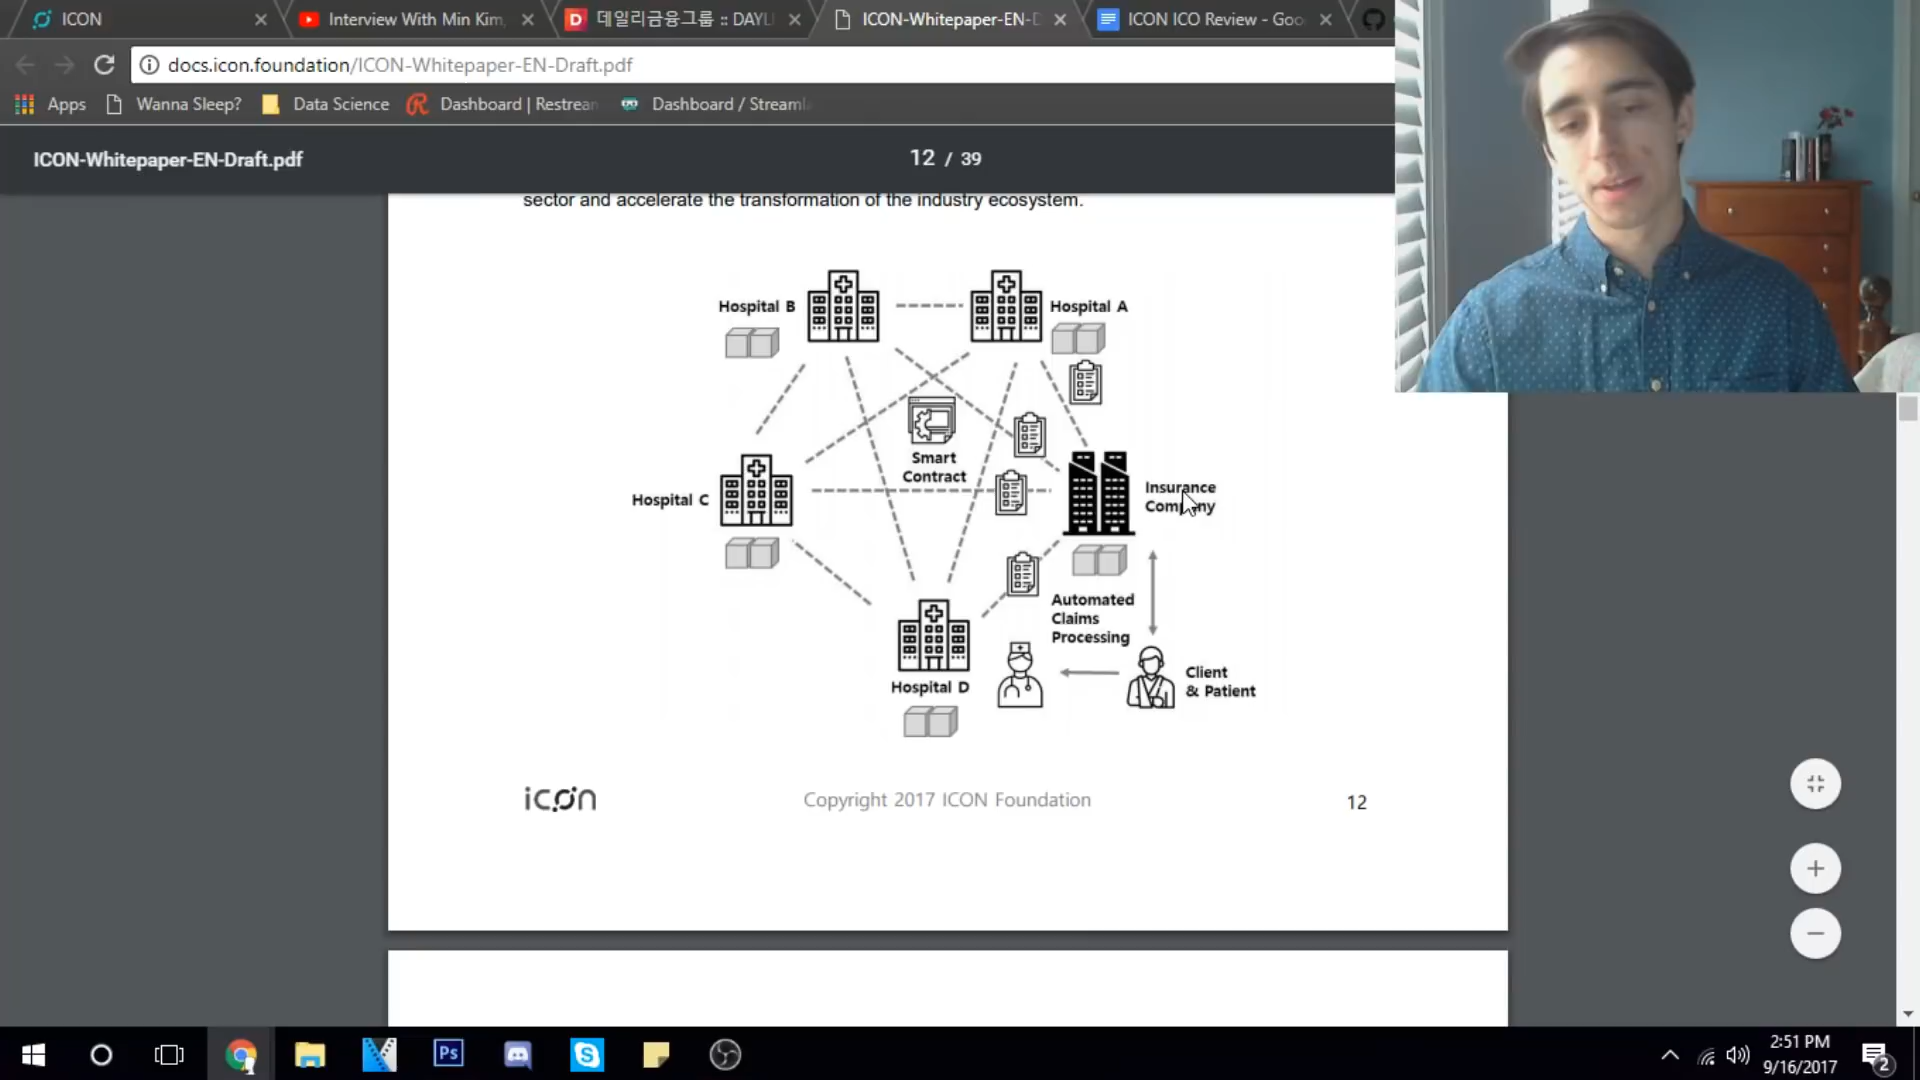 ICON
Interview With Min Kim,
데일리금융그룹 :: DAYLI
ICON-Whitepaper-EN-D
ICON ICO Review - Goo
docs.icon.foundation/ICON-Whitepaper-EN-Draft.pdf
Apps
Wanna Sleep?
Data Science
Dashboard | Restrean
Dashboard / Streamla
ICON-Whitepaper-EN-Draft.pdf
12 / 39
sector and accelerate the transformation of the industry ecosystem.
Hospital B
Hospital A
Smart
Contract
Hospital C
Insurance
Company
Automated
Claims
Processing
Hospital D
Client
& Patient
icon
Copyright 2017 ICON Foundation
12
Ps
2:51 PM
9/16/2017
2